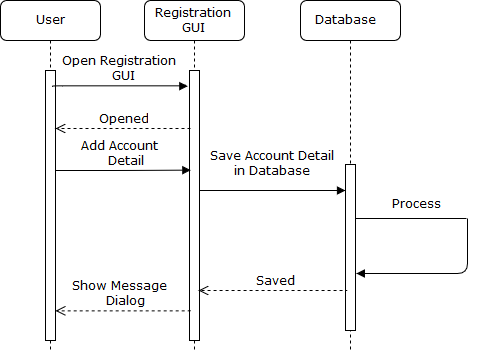 User
Registration
GUI
Database
Open Registration
GUI
Opened
Add Account
Detail
Save Account Detail
in Database
Process
Saved
Show Message
Dialog